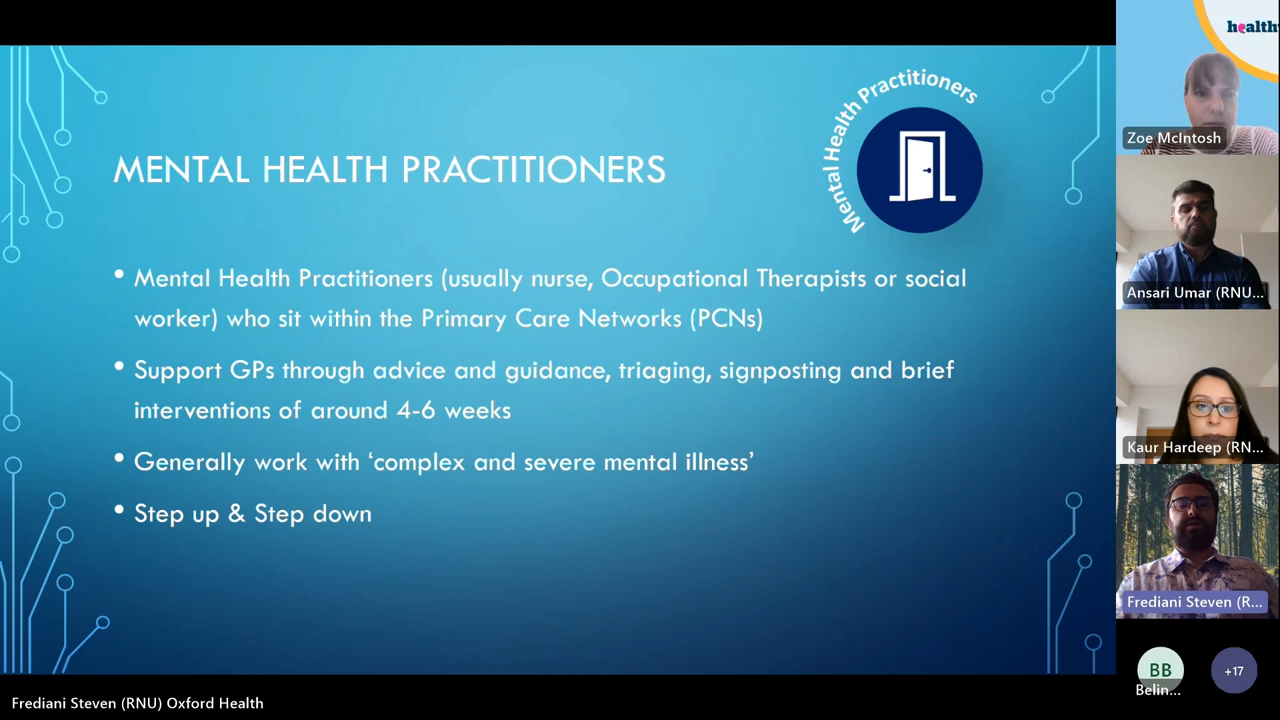 Mental Health Practitioners
MENTAL HEALTH PRACTITIONERS
• Mental Health Practitioners (usually nurse, Occupational Therapists or social
worker) who sit within the Primary Care Networks (PCNs)
• Support GPs through advice and guidance, triaging, signposting and brief
interventions of around 4-6 weeks
• Generally work with ‘complex and severe mental illness’
• Step up & Step down
health
Zoe McIntosh
Ansari Umar (RNU...
Kaur Hardeep (RN...
Frediani Steven (R...
BB
Belin...
+17
Frediani Steven (RNU) Oxford Health